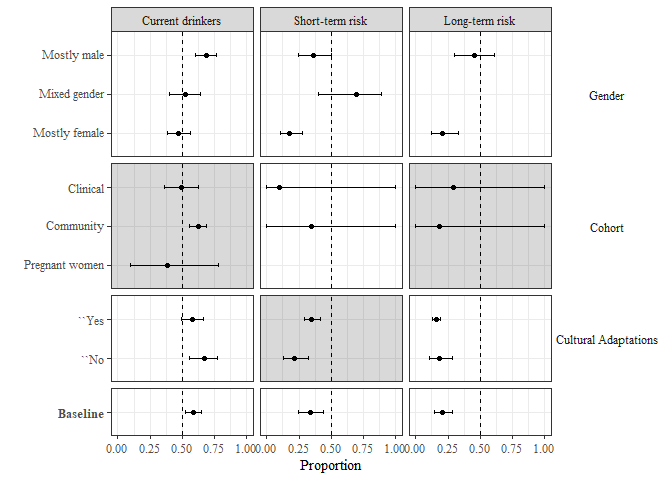 Current drinkers Short-term risk Long-term risk
Mostly male
Mixed gender
Mostly female
Gender
Clinical
Community
Pregnant women
Cohort
``Yes
``No
Cultural Adaptations
Baseline
0.00 0.25 0.50 0.75 1.00 0.00 0.25 0.50 0.75 1.00 0.00 0.25 0.50 0.75 1.00
Proportion